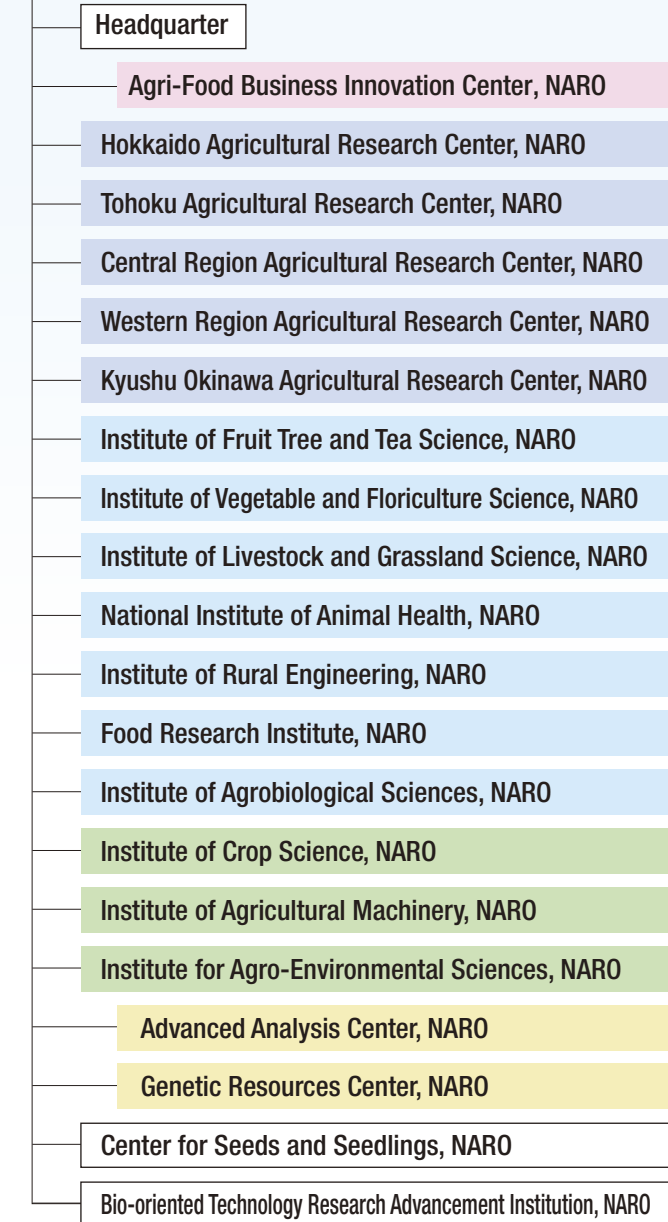 Headquarter
Agri-Food Business Innovation Center, NARO
Hokkaido Agricultural Research Center, NARO
Tohoku Agricultural Research Center, NARO
Central Region Agricultural Research Center, NARO
Western Region Agricultural Research Center, NARO
Kyushu Okinawa Agricultural Research Center, NARO
Institute of Fruit Tree and Tea Science, NARO
Institute of Vegetable and Floriculture Science, NARO
Institute of Livestock and Grassland Science, NARO
National Institute of Animal Health, NARO
Institute of Rural Engineering, NARO
Food Research Institute, NARO
Institute of Agrobiological Sciences, NARO
Institute of Crop Science, NARO
Institute of Agricultural Machinery, NARO
Institute for Agro-Environmental Sciences, NARO
Advanced Analysis Center, NARO
Genetic Resources Center, NARO
Center for Seeds and Seedlings, NARO
Bio-oriented Technology Research Advancement Institution, NARO